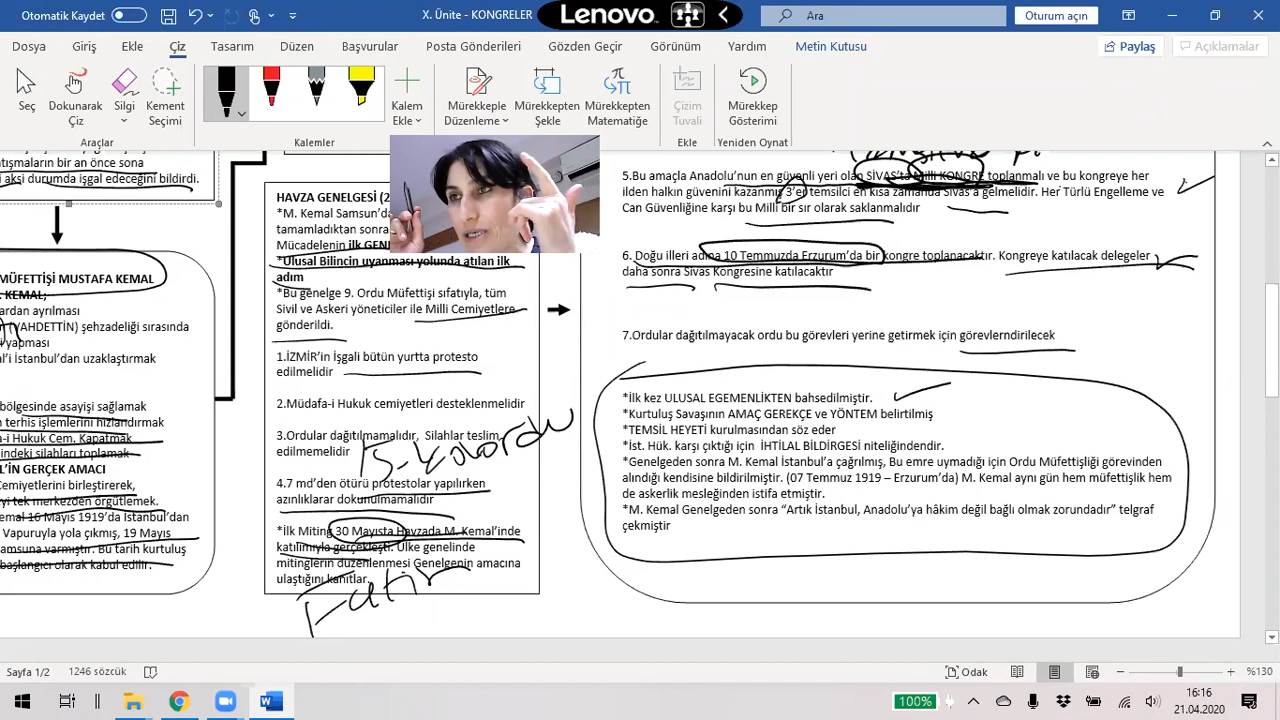 Otomatik Kaydet
X. Ünite - KONGRELER
Lenovo
Ara
Oturum açın
Dosya Giriş Ekle Çiz Tasarım Düzen Başvurular Posta Gönderileri Gözden Geçir Görünüm Yardım Metin Kutusu
Paylaş Açıklamalar
Seç
Dokunarak Çiz
Silgi
Kement Seçimi
Kalem Ekle
Mürekkeple Düzenleme
Mürekkepten Şekle
Mürekkepten Matematiğe
Çizim Tuvali
Mürekkep Gösterimi
Araçlar Kalemler Ekle Yeniden Oynat
atışmaların bir an önce sona
aksi durumda işgal edeceğini bildirdi.
MÜFETTİŞİ MUSTAFA KEMAL
. KEMAL;
ardan ayrılması
(VAHDETTİN) şehzadeliği sırasında
i yapması
al'i İstanbul'dan uzaklaştırmak
bölgesinde asayişi sağlamak
n terhis işlemlerini hızlandırmak
a-i Hukuk Cem. Kapatmak
indeki silahları toplamak
L'İN GERÇEK AMACI
Cemiyetlerini birleştirerek,
eyi tek merkezden örgütlemek.
emal 16 Mayıs 1919'da İstanbul'dan
Vapuruyla yola çıkmış, 19 Mayıs
amsuna varmıştır. Bu tarih kurtuluş
başlangıcı olarak kabul edilir.
HAVZA GENELGESİ (2
*M. Kemal Samsun'da
tamamladıktan sonra
Mücadelenin ilk GENE
*Ulusal Bilincin uyanması yolunda atılan ilk
adım
*Bu genelge 9. Ordu Müfettişi sıfatıyla, tüm
Sivil ve Askeri yöneticiler ile Milli Cemiyetlere
gönderildi.
1.İZMİR'in İşgali bütün yurtta protesto
edilmelidir
2.Müdafa-i Hukuk cemiyetleri desteklenmelidir
3.Ordular dağıtılmamalıdır, Silahlar teslim
edilmemelidir
15. kolordu
4.7 md'den ötürü protestolar yapılırken
azınlıklarar dokunulmamalıdır
*İlk Miting 30 Mayısta Havzada M. Kemal'inde
katılımıyla gerçekleşti. Ülke genelinde
mitinglerin düzenlenmesi Genelgenin amacına
ulaştığını kanıtlar.
Fatir
5.Bu amaçla Anadolu'nun en güvenli yeri olan SİVAS'ta Milli KONGRE toplanmalı ve bu kongreye her
ilden halkın güvenini kazanmış 3'er temsilci en kısa zamanda Sivas'a gelmelidir. Her Türlü Engelleme ve
Can Güvenliğine karşı bu Milli bir sır olarak saklanmalıdır
6. Doğu illeri adına 10 Temmuzda Erzurum'da bir kongre toplanacaktır. Kongreye katılacak delegeler
daha sonra Sivas Kongresine katılacaktır
7.Ordular dağıtılmayacak ordu bu görevleri yerine getirmek için görevlerndirilecek
*İlk kez ULUSAL EGEMENLİKTEN bahsedilmiştir.
*Kurtuluş Savaşının AMAÇ GEREKÇE ve YÖNTEM belirtilmiş
*TEMSİL HEYETİ kurulmasından söz eder
*İst. Hük. karşı çıktığı için İHTİLAL BİLDİRGESİ niteliğindendir.
*Genelgeden sonra M. Kemal İstanbul'a çağrılmış, Bu emre uymadığı için Ordu Müfettişliği görevinden
alındığı kendisine bildirilmiştir. (07 Temmuz 1919 – Erzurum'da) M. Kemal aynı gün hem müfettişlik hem
de askerlik mesleğinden istifa etmiştir.
*M. Kemal Genelgeden sonra "Artık İstanbul, Anadolu'ya hâkim değil bağlı olmak zorundadır" telgraf
çekmiştir
Sayfa 1/2 1246 sözcük
Odak
%130
100%
16:16
21.04.2020